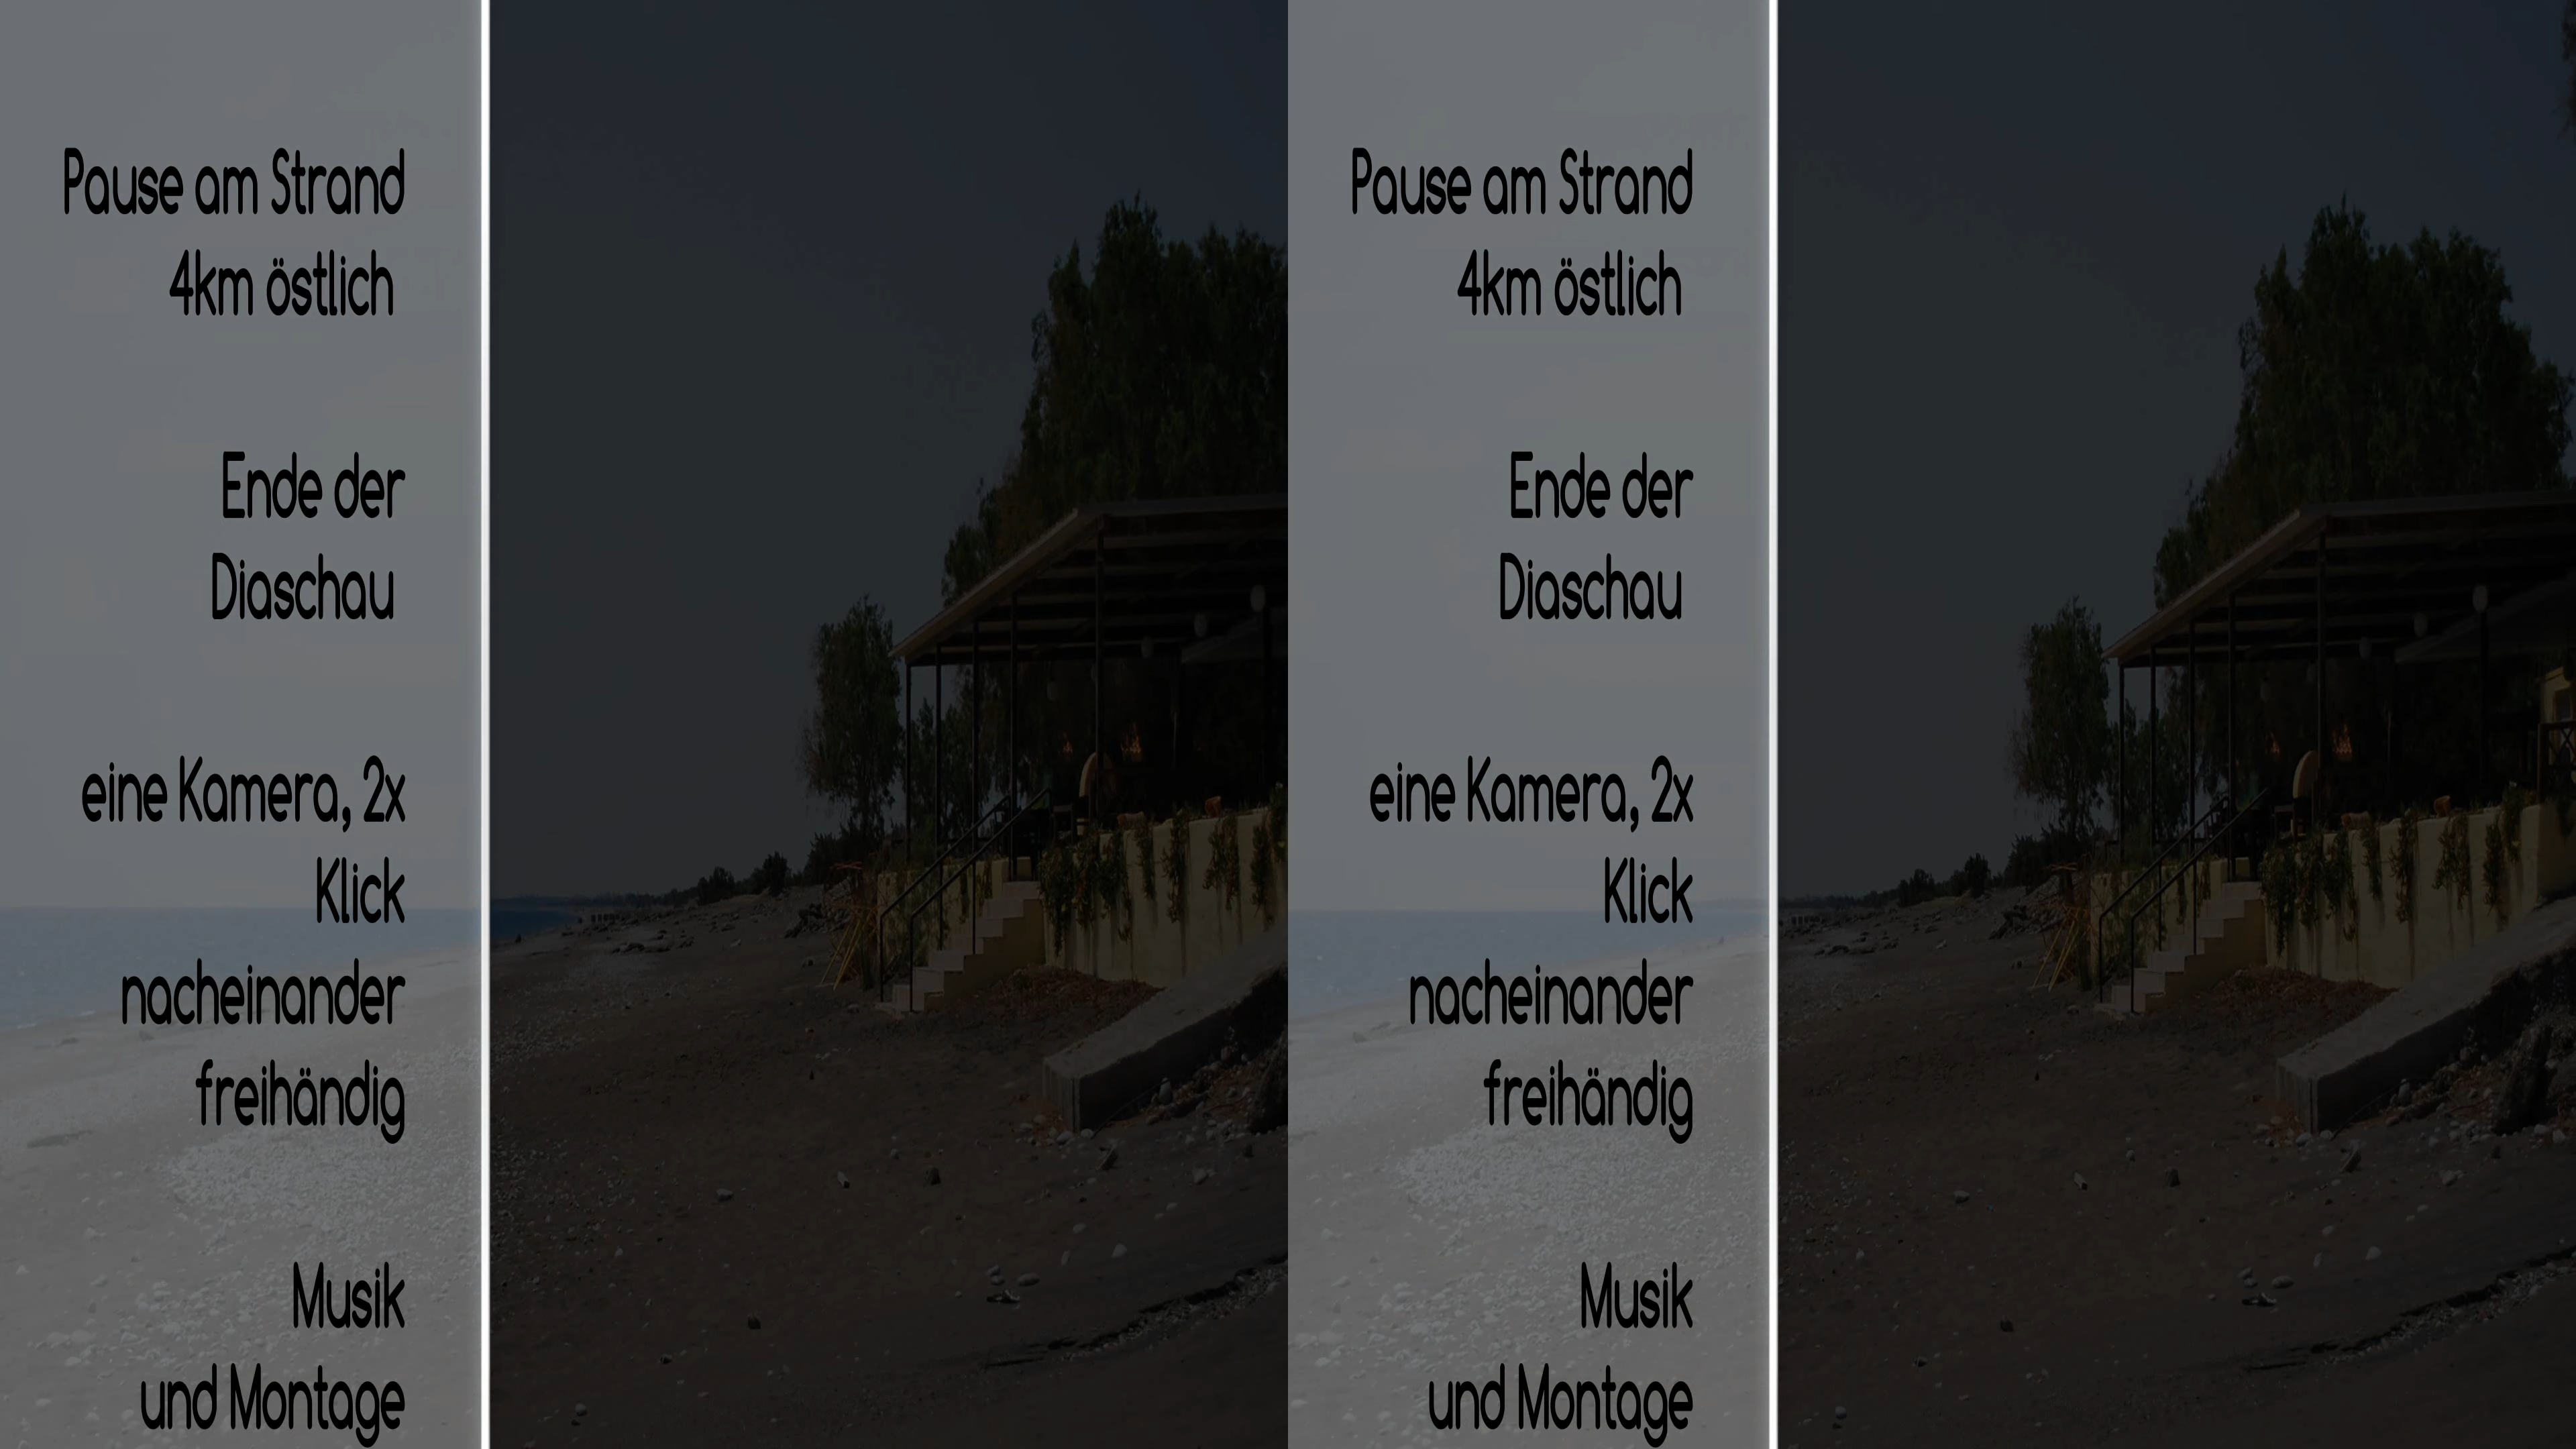 Pause am Strand
4km östlich
Ende der
Diaschau
eine Kamera, 2x
Klick
nacheinander
freihändig
Musik
und Montage
Pause am Strand
4km östlich
Ende der
Diaschau
eine Kamera, 2x
Klick
nacheinander
freihändig
Musik
und Montage